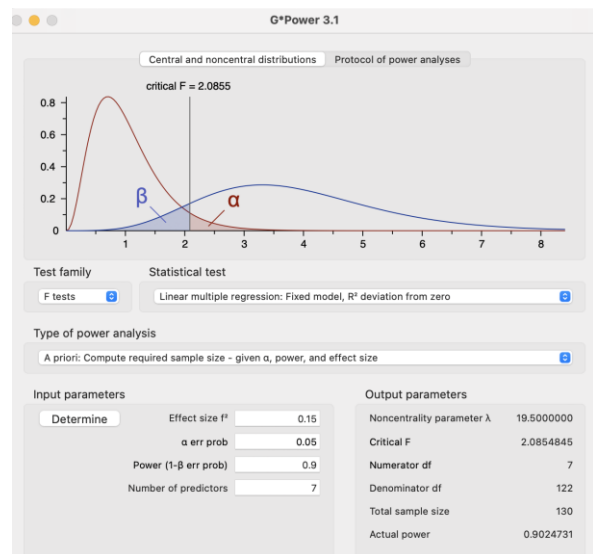 G*Power 3.1
Central and noncentral distributions Protocol of power analyses
critical F = 2.0855
0.8
0.6
0.4
0.2
0
β α
1 2 3 4 5 6 7 8
Test family Statistical test
F tests Linear multiple regression: Fixed model, R² deviation from zero
Type of power analysis
A priori: Compute required sample size - given α, power, and effect size
Input parameters Output parameters
Determine Effect size f² 0.15 Noncentrality parameter λ 19.5000000
α err prob 0.05 Critical F 2.0854845
Power (1-β err prob) 0.9 Numerator df 7
Number of predictors 7 Denominator df 122
Total sample size 130
Actual power 0.9024731